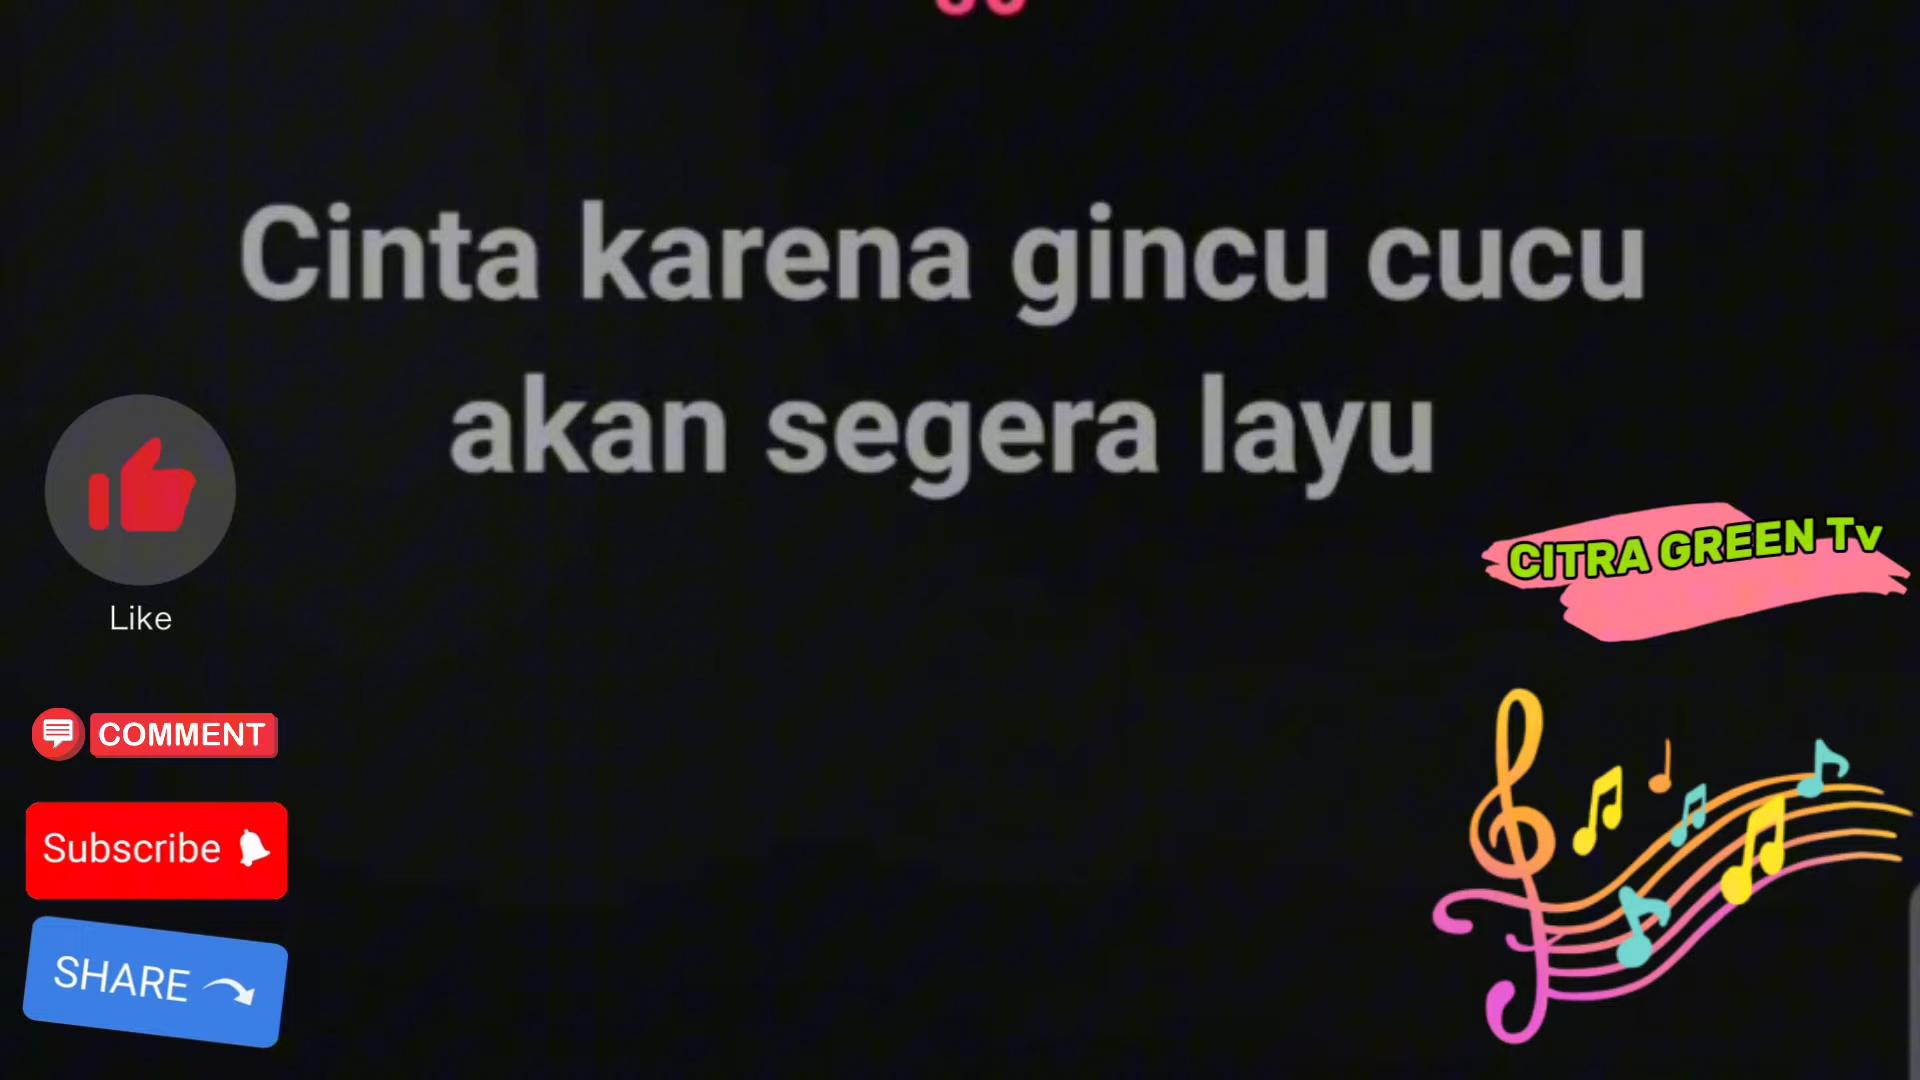 Cinta karena gincu cucu
akan segera layu
CITRA GREEN Tv
Like
COMMENT
Subscribe
SHARE